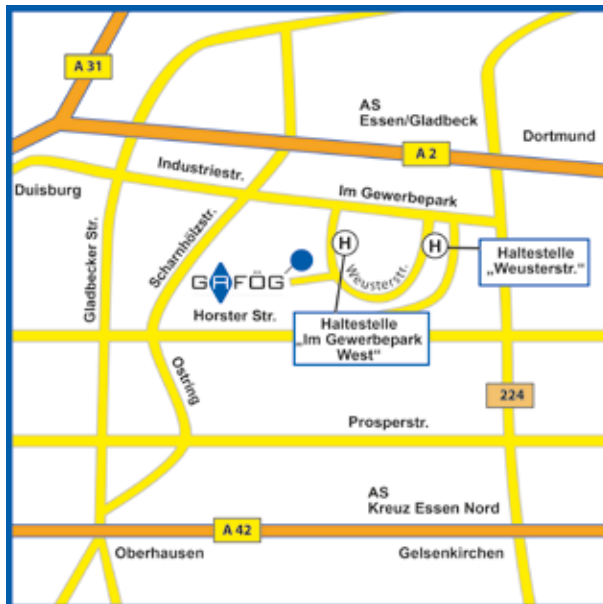 A 31
AS
Essen/Gladbeck
Dortmund
A 2
Industriestr.
Duisburg
Im Gewerbepark
Gladbecker Str.
Scharnhölzstr.
H
H
Haltestelle
„Weusterstr.“
Weusterstr.
GAFÖG
Horster Str.
Haltestelle
„Im Gewerbepark
West“
Ostring
224
Prosperstr.
AS
Kreuz Essen Nord
A 42
Oberhausen
Gelsenkirchen